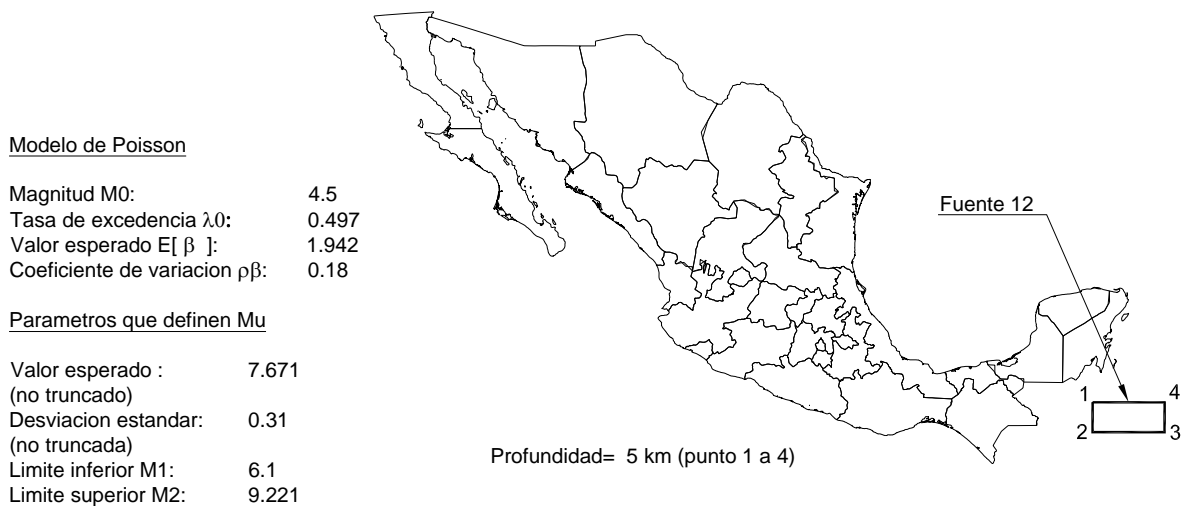 Modelo de Poisson
Magnitud M0: 4.5
Tasa de excedencia λ0: 0.497
Valor esperado E[ β ]: 1.942
Coeficiente de variacion ρβ: 0.18
Parametros que definen Mu
Valor esperado : 7.671
(no truncado)
Desviacion estandar: 0.31
(no truncada)
Limite inferior M1: 6.1
Limite superior M2: 9.221
Fuente 12
1 4
2 3
Profundidad= 5 km (punto 1 a 4)